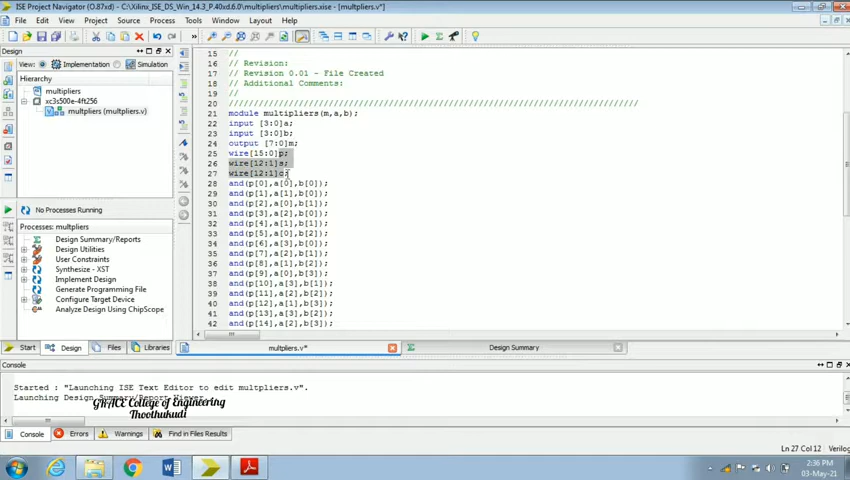 ISE Project Navigator (O.87xd) - C:\Xilinx_ISE_DS_Win_14.3_P.40xd.6.0\multipliers\multipliers.xise - [multpliers.v*]
File Edit View Project Source Process Tools Window Layout Help
Design
View: Implementation Simulation
Hierarchy
multipliers
xc3s500e-4ft256
multpliers (multpliers.v)
No Processes Running
Processes: multpliers
Design Summary/Reports
Design Utilities
User Constraints
Synthesize - XST
Implement Design
Generate Programming File
Configure Target Device
Analyze Design Using ChipScope
Start Design Files Libraries
15 //
16 // Revision:
17 // Revision 0.01 - File Created
18 // Additional Comments:
19 //
20 //////////////////////////////////////////////////////////////////////////////////
21 module multipliers(m,a,b);
22 input [3:0]a;
23 input [3:0]b;
24 output [7:0]m;
25 wire[15:0]p;
26 wire[12:1]s;
27 wire[12:1]c;
28 and(p[0],a[0],b[0]);
29 and(p[1],a[1],b[0]);
30 and(p[2],a[0],b[1]);
31 and(p[3],a[2],b[0]);
32 and(p[4],a[1],b[1]);
33 and(p[5],a[0],b[2]);
34 and(p[6],a[3],b[0]);
35 and(p[7],a[2],b[1]);
36 and(p[8],a[1],b[2]);
37 and(p[9],a[0],b[3]);
38 and(p[10],a[3],b[1]);
39 and(p[11],a[2],b[2]);
40 and(p[12],a[1],b[3]);
41 and(p[13],a[3],b[2]);
42 and(p[14],a[2],b[3]);
multpliers.v* Design Summary
Console
Started : "Launching ISE Text Editor to edit multpliers.v".
Launching Design Summary/Report Viewer...
GRACE College of Engineering
Thoothukudi
Console Errors Warnings Find in Files Results
Ln 27 Col 12
2:36 PM
03-May-21